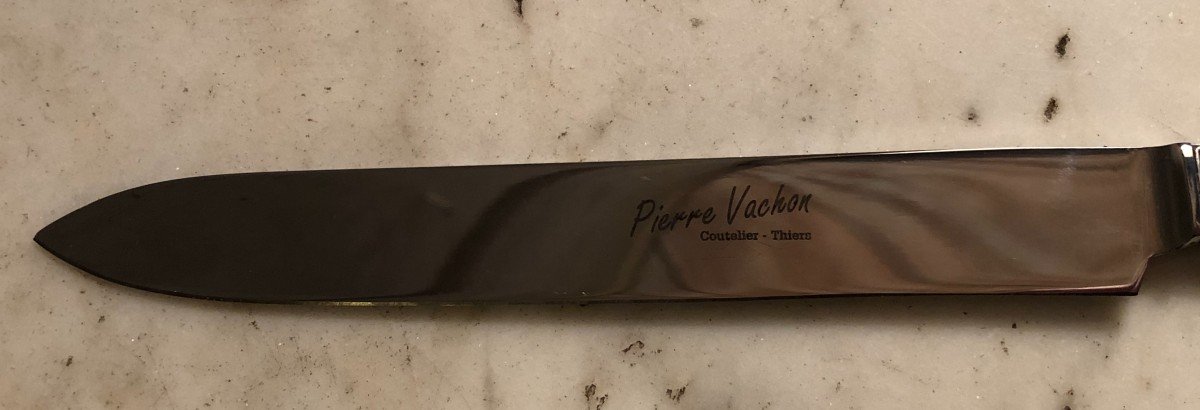 Pierre Vachon
Coutelier - Thiers